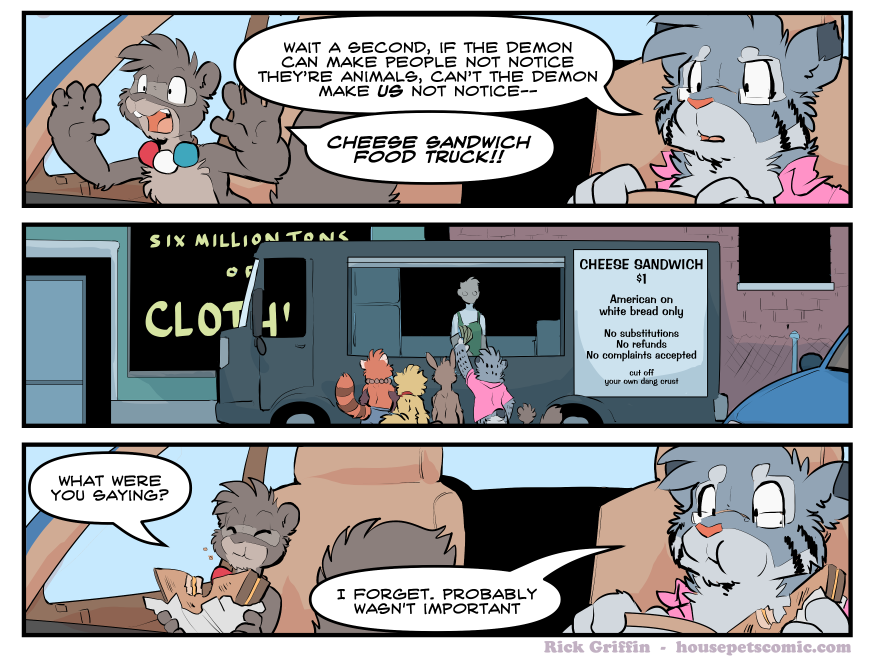 WAIT A SECOND, IF THE DEMON
CAN MAKE PEOPLE NOT NOTICE
THEY'RE ANIMALS, CAN'T THE DEMON
MAKE US NOT NOTICE--
CHEESE SANDWICH
FOOD TRUCK!!
SIX MILLION TONS
OF
CLOTHI
CHEESE SANDWICH
$1
American on
white bread only
No substitutions
No refunds
No complaints accepted
cut off
your own dang crust
WHAT WERE
YOU SAYING?
I FORGET. PROBABLY
WASN'T IMPORTANT
Rick Griffin - housepetscomic.com